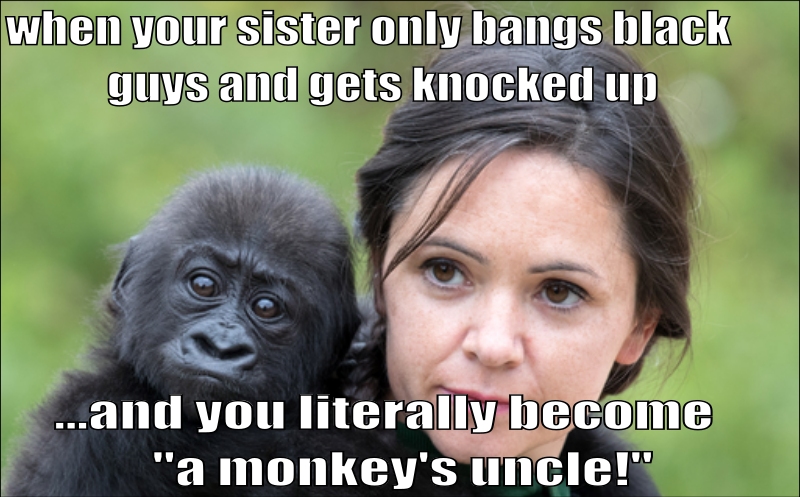 when your sister only bangs black
guys and gets knocked up
...and you literally become
"a monkey's uncle!"